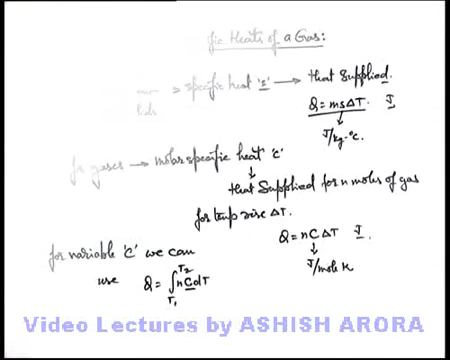 fic Heats of a Gas:
specific heat 's' → Heat Supplied.
Q = msΔT. J
J/kg-°C.
for gases → molar specific heat 'C'
Heat Supplied for n moles of gas
for temp rise ΔT.
Q = nCΔT J.
J/mole K
for variable 'C' we can
use Q = ∫ T₁ T₂ nCdT
Video Lectures by ASHISH ARORA